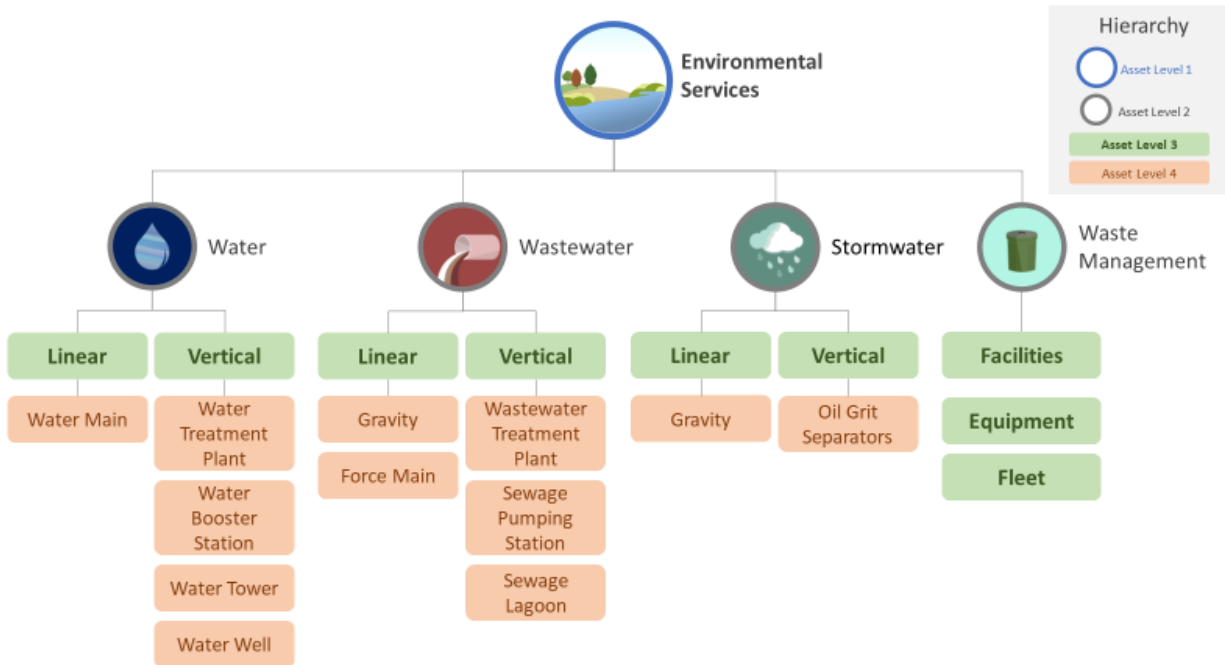 Hierarchy
Asset Level 1
Asset Level 2
Asset Level 3
Asset Level 4
Environmental
Services
Water
Wastewater
Stormwater
Waste
Management
Linear
Vertical
Linear
Vertical
Linear
Vertical
Facilities
Water Main
Water
Treatment
Plant
Gravity
Wastewater
Treatment
Plant
Gravity
Oil Grit
Separators
Equipment
Water
Booster
Station
Force Main
Sewage
Pumping
Station
Fleet
Water Tower
Sewage
Lagoon
Water Well